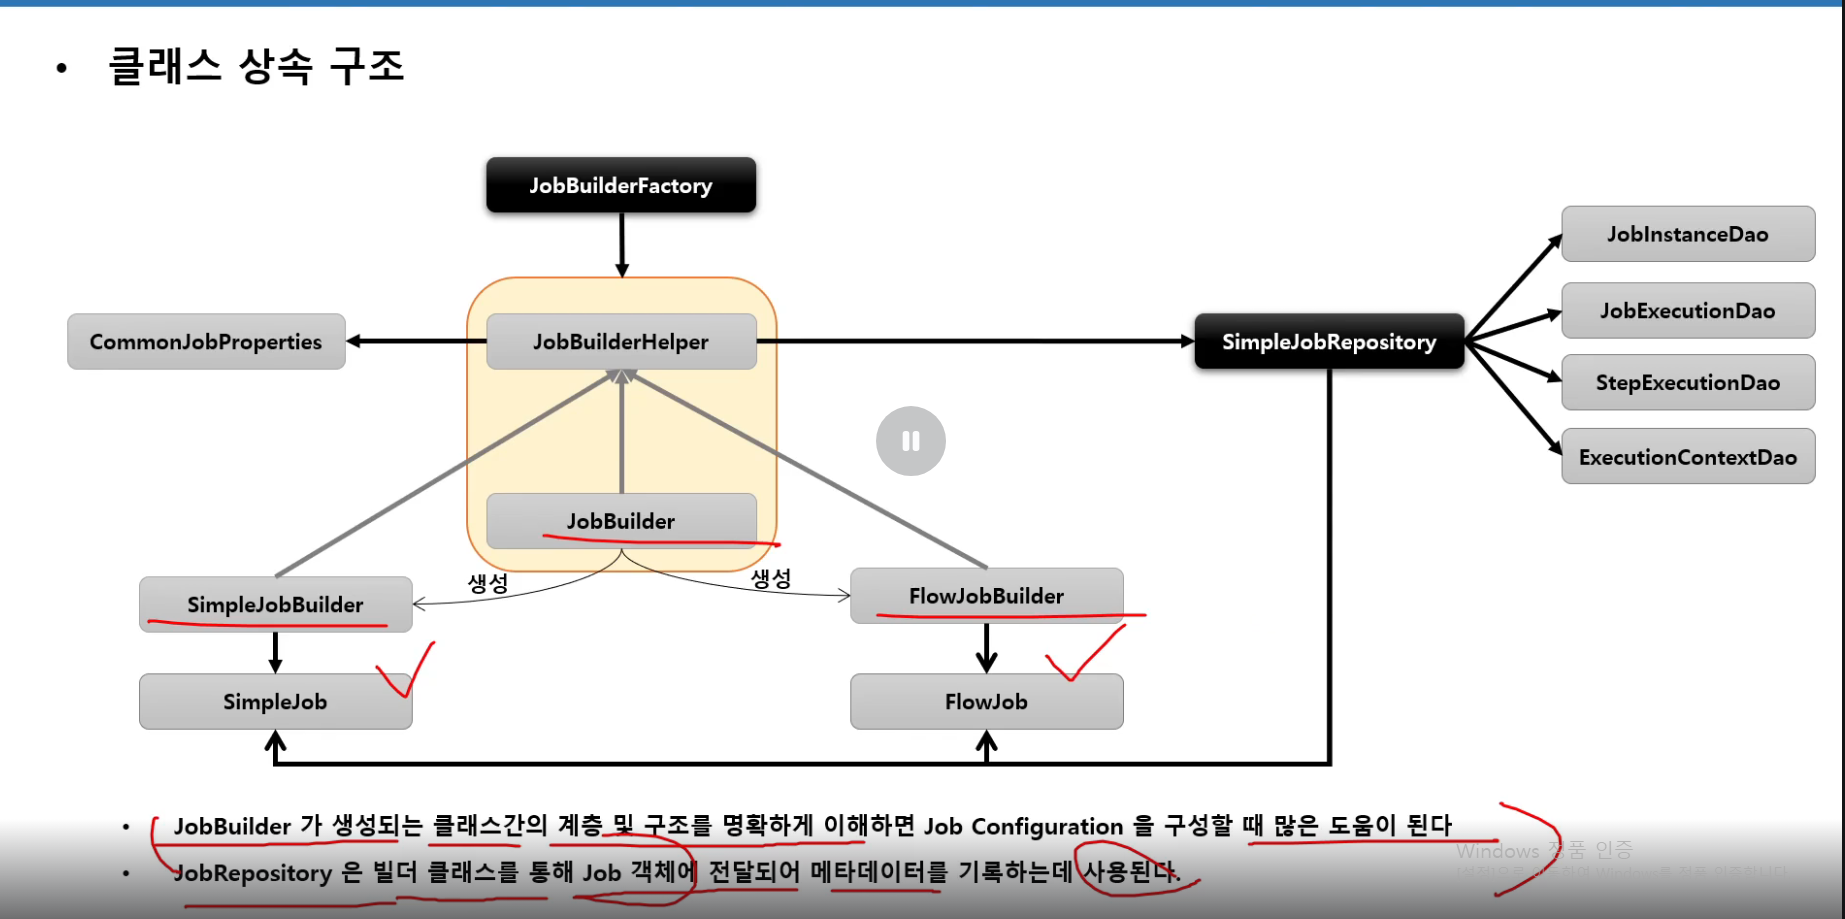 • 클래스 상속 구조
JobBuilderFactory
JobInstanceDao
JobExecutionDao
CommonJobProperties
JobBuilderHelper
SimpleJobRepository
StepExecutionDao
ExecutionContextDao
JobBuilder
생성
생성
SimpleJobBuilder
FlowJobBuilder
SimpleJob
FlowJob
• JobBuilder 가 생성되는 클래스간의 계층 및 구조를 명확하게 이해하면 Job Configuration 을 구성할 때 많은 도움이 된다
Windows 정품 인증
• JobRepository 은 빌더 클래스를 통해 Job 객체에 전달되어 메타데이터를 기록하는데 사용된다.